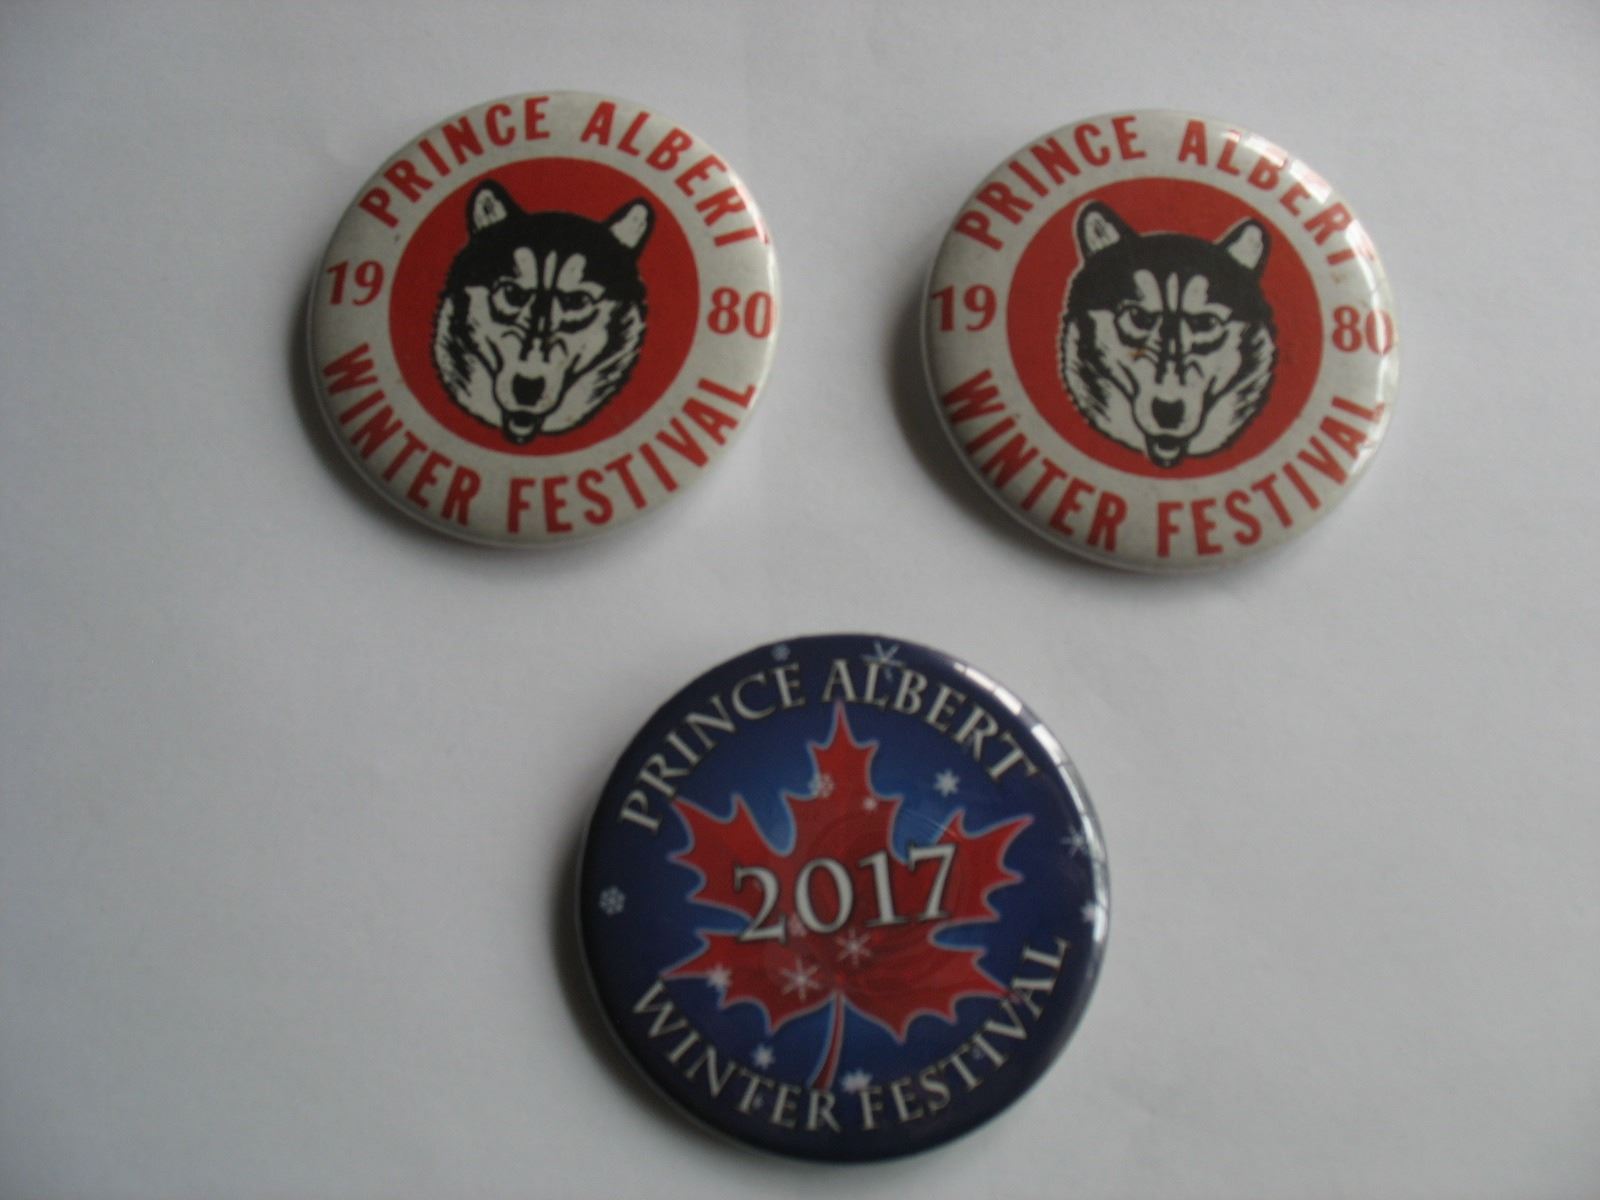 PRINCE ALBERT
19 80
WINTER FESTIVAL
PRINCE ALBERT
19 80
WINTER FESTIVAL
PRINCE ALBERT
2017
WINTER FESTIVAL